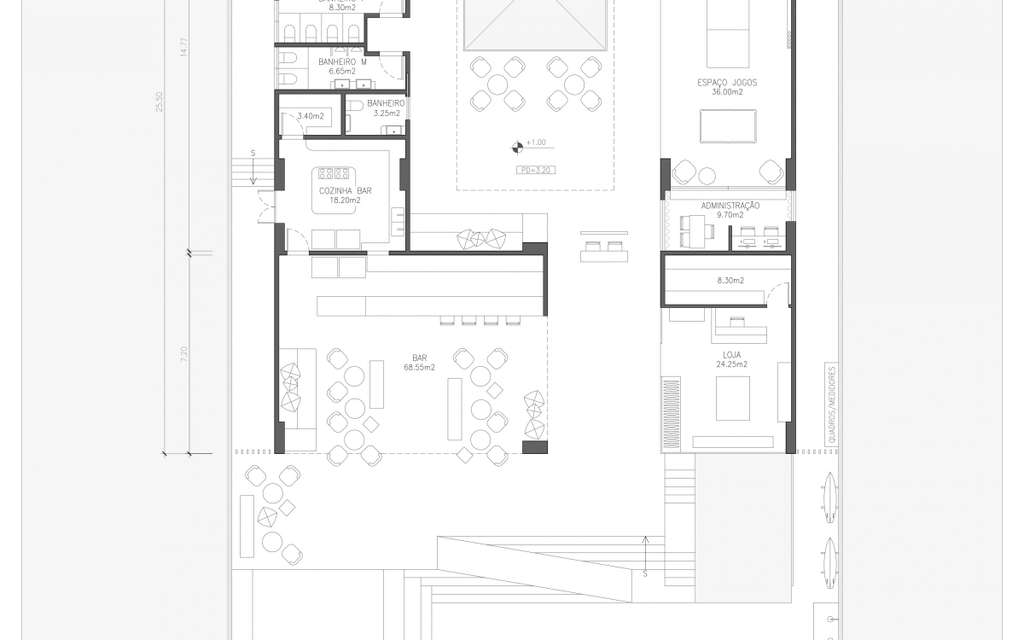 8.30m2
BANHEIRO M
6.65m2
BANHEIRO
3.25m2
3.40m2
14.77
25.50
7.20
S
COZINHA BAR
18.20m2
+1.00
PD=3.20
ESPAÇO JOGOS
36.00m2
ADMINISTRAÇÃO
9.70m2
8.30m2
LOJA
24.25m2
BAR
68.55m2
QUADROS/MEDIDORES
S